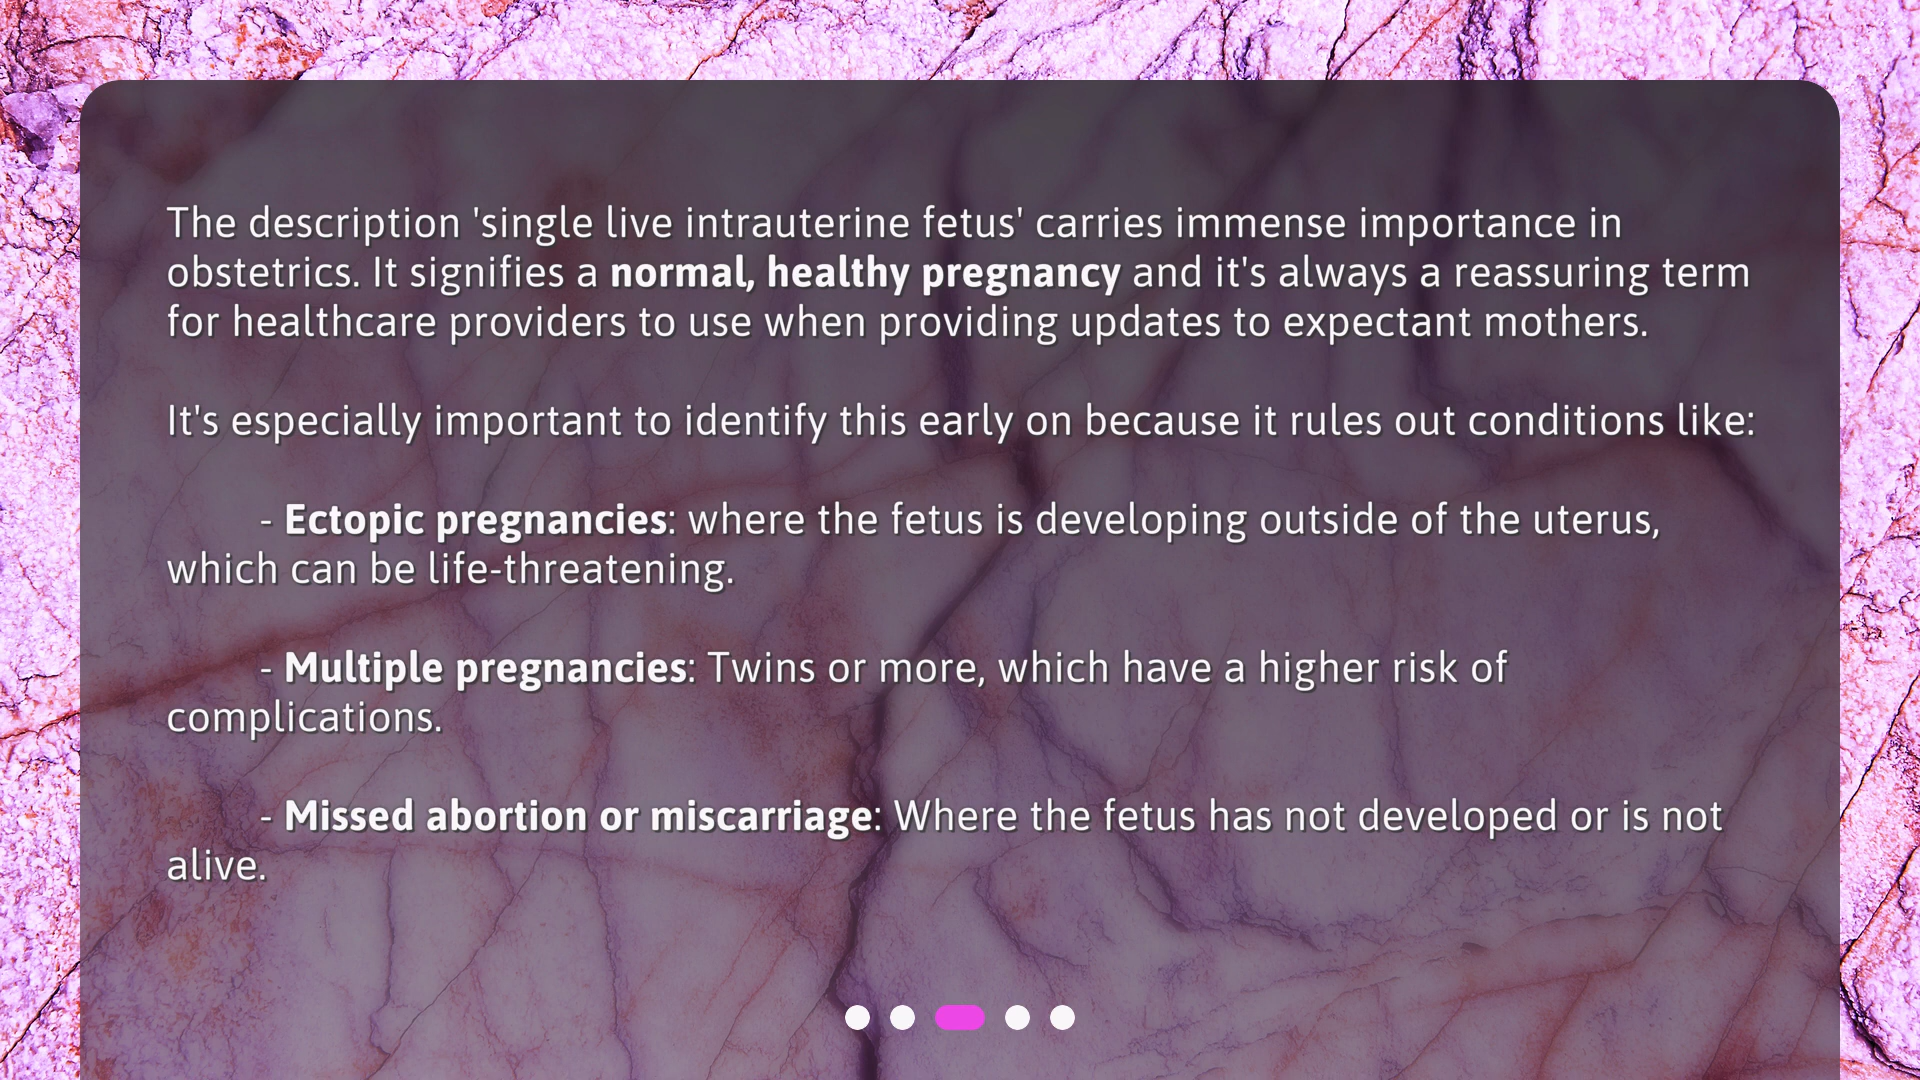 The description 'single live intrauterine fetus' carries immense importance in
obstetrics. It signifies a normal, healthy pregnancy and it's always a reassuring term
for healthcare providers to use when providing updates to expectant mothers.
It's especially important to identify this early on because it rules out conditions like:
- Ectopic pregnancies: where the fetus is developing outside of the uterus,
which can be life-threatening.
- Multiple pregnancies: Twins or more, which have a higher risk of
complications.
- Missed abortion or miscarriage: Where the fetus has not developed or is not
alive.